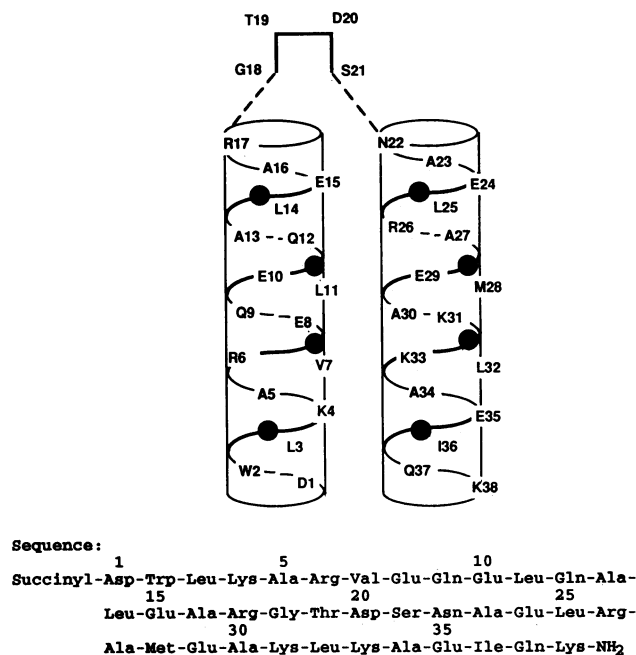 T19 D20
G18 S21
R17 N22
A16 A23
E15 E24
L14 L25
R26
A13 Q12 A27
E10 E29
L11 M28
Q9 E8 A30 K31
R6 K33
V7 L32
A5 A34
K4 E35
L3 I36
W2 Q37
D1 K38
Sequence:
1 5 10
Succinyl-Asp-Trp-Leu-Lys-Ala-Arg-Val-Glu-Gln-Glu-Leu-Gln-Ala-
15 20 25
Leu-Glu-Ala-Arg-Gly-Thr-Asp-Ser-Asn-Ala-Glu-Leu-Arg-
30 35
Ala-Met-Glu-Ala-Lys-Leu-Lys-Ala-Glu-Ile-Gln-Lys-NH2